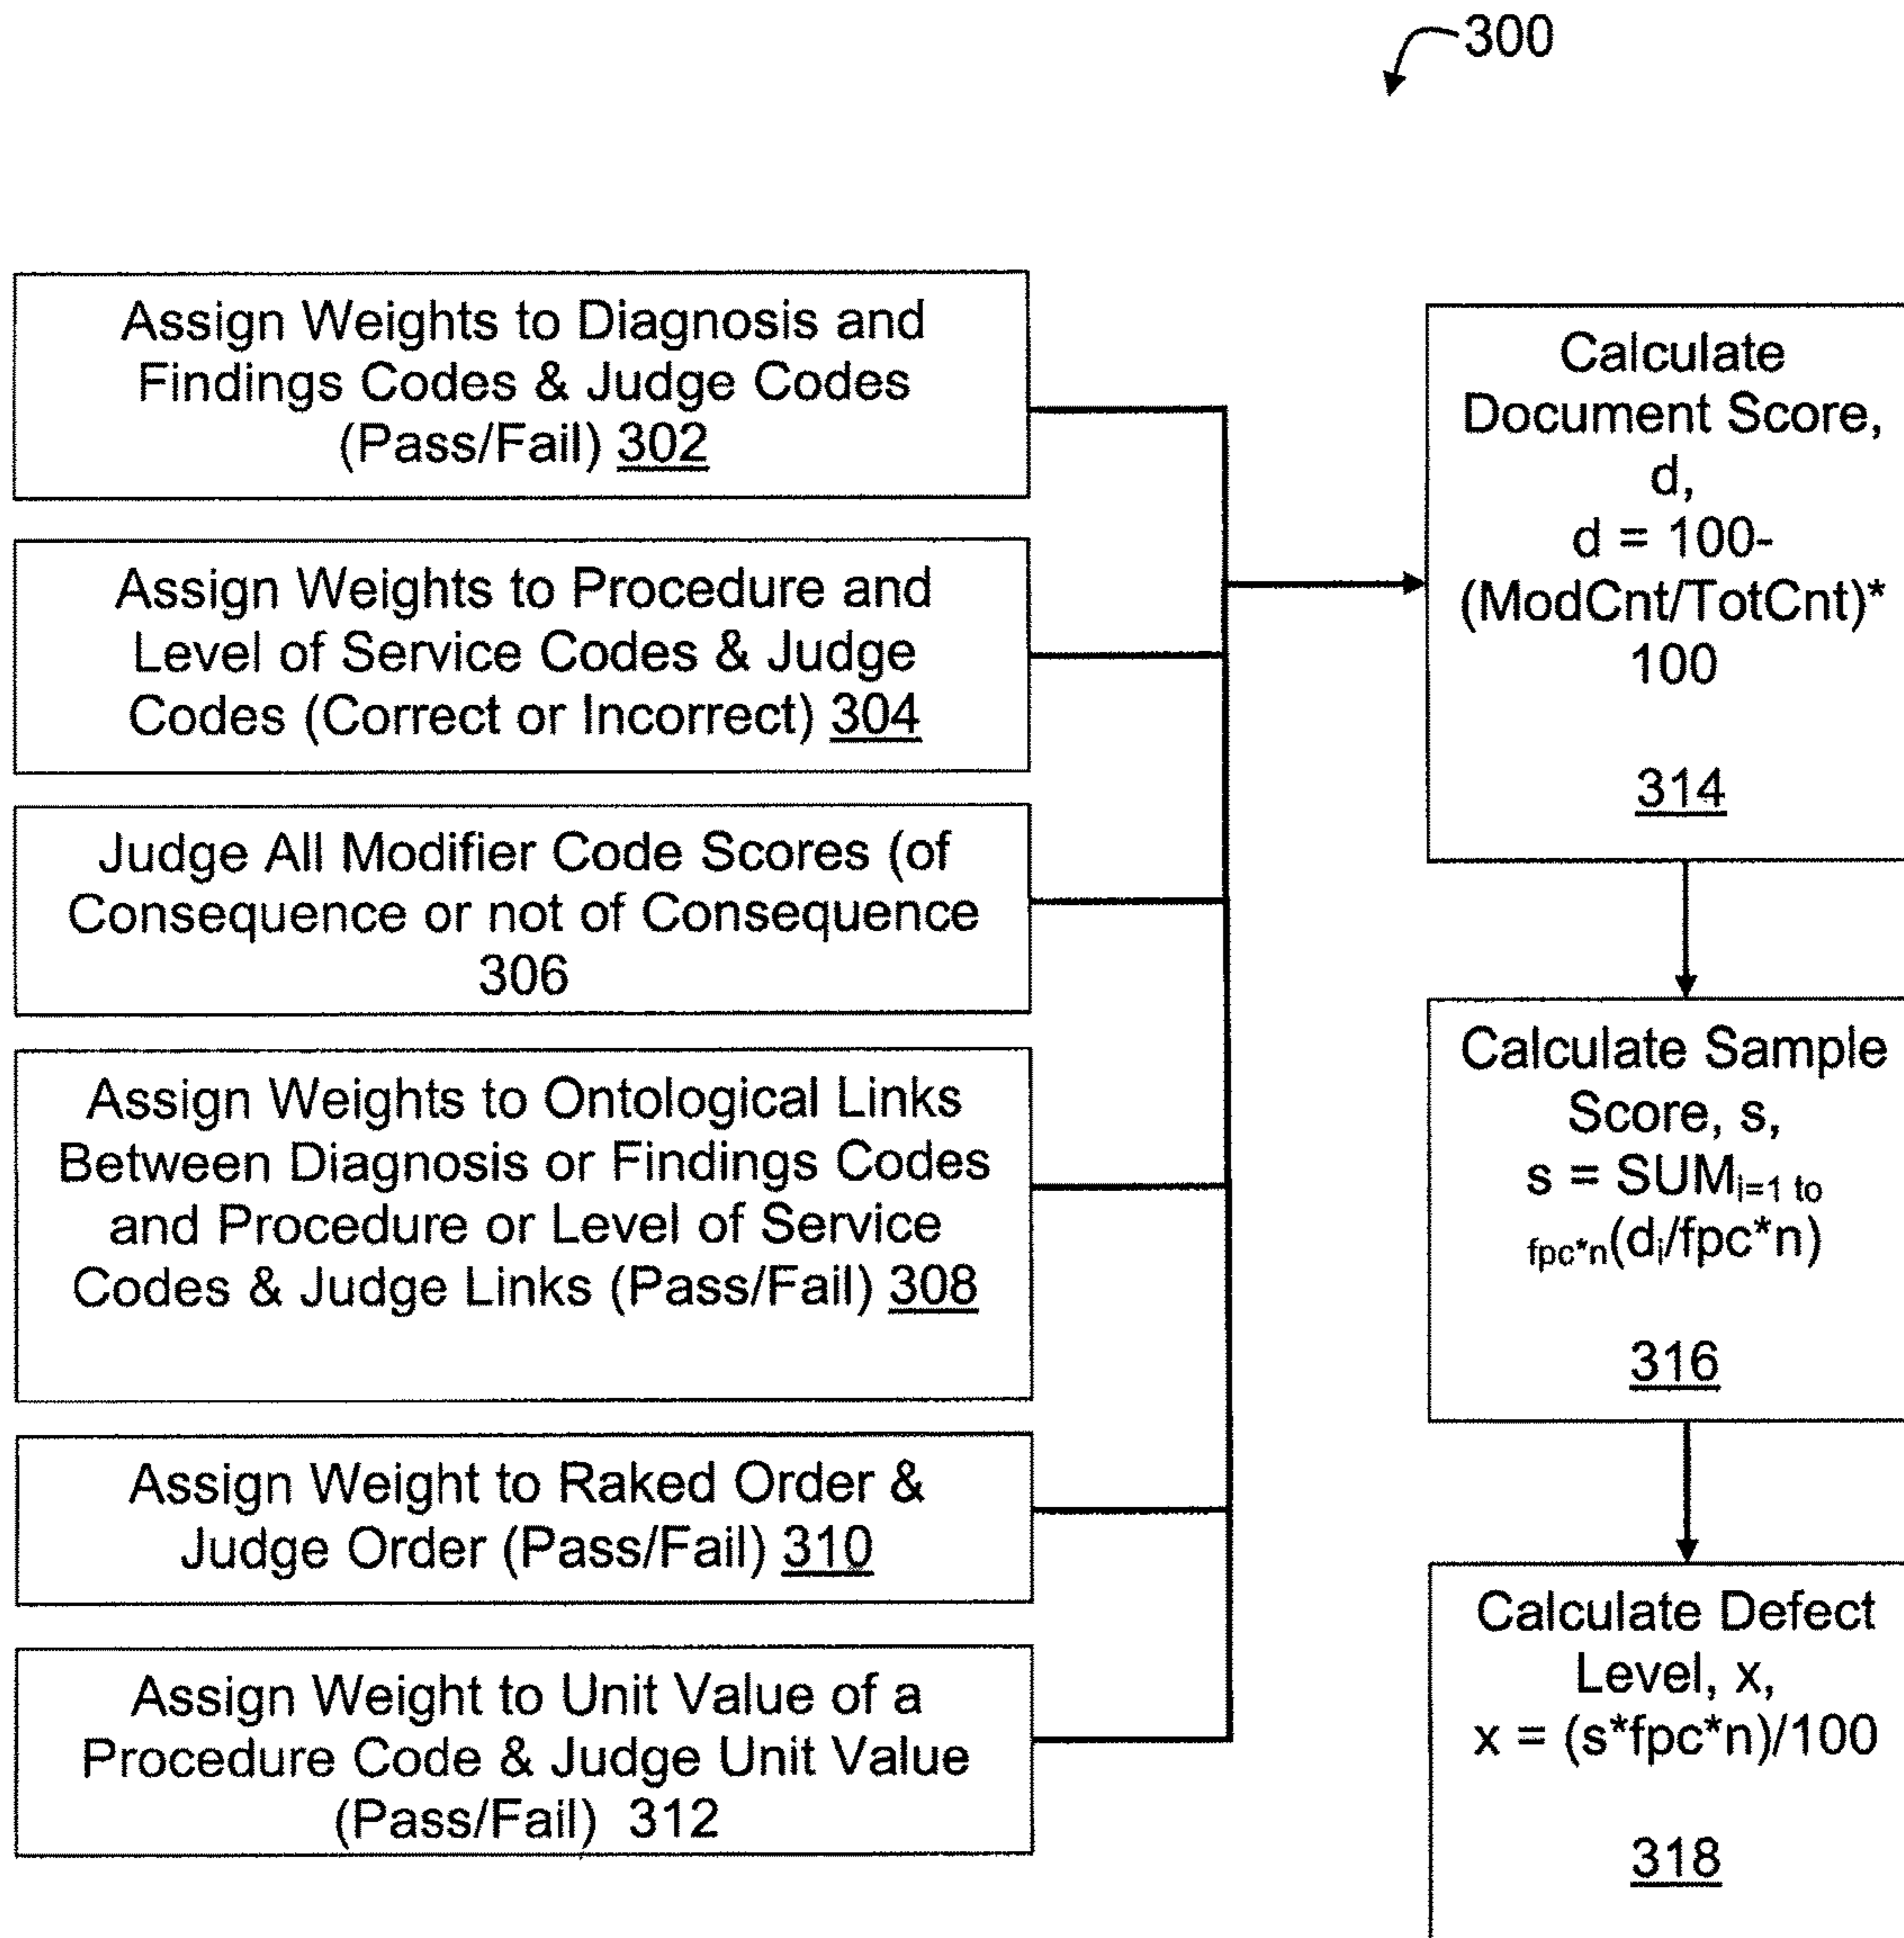 300
Assign Weights to Diagnosis and
Findings Codes & Judge Codes
(Pass/Fail) 302
Assign Weights to Procedure and
Level of Service Codes & Judge
Codes (Correct or Incorrect) 304
Judge All Modifier Code Scores (of
Consequence or not of Consequence
306
Assign Weights to Ontological Links
Between Diagnosis or Findings Codes
and Procedure or Level of Service
Codes & Judge Links (Pass/Fail) 308
Assign Weight to Raked Order &
Judge Order (Pass/Fail) 310
Assign Weight to Unit Value of a
Procedure Code & Judge Unit Value
(Pass/Fail) 312
Calculate
Document Score,
d,
d = 100-
(ModCnt/TotCnt)*
100
314
Calculate Sample
Score, s,
s = SUMi=1 to
fpc*n(di/fpc*n)
316
Calculate Defect
Level, x,
x = (s*fpc*n)/100
318